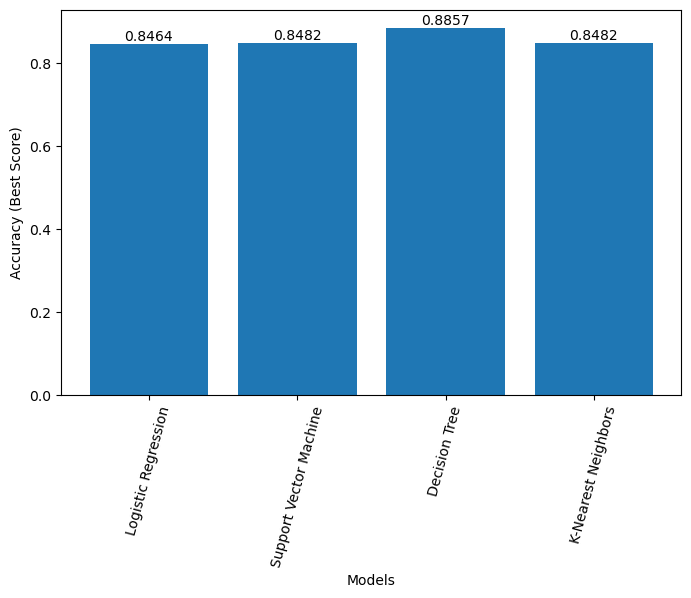 0.8464
0.8482
0.8857
0.8482
Accuracy (Best Score)
0.8
0.6
0.4
0.2
0.0
Logistic Regression
Support Vector Machine
Decision Tree
K-Nearest Neighbors
Models